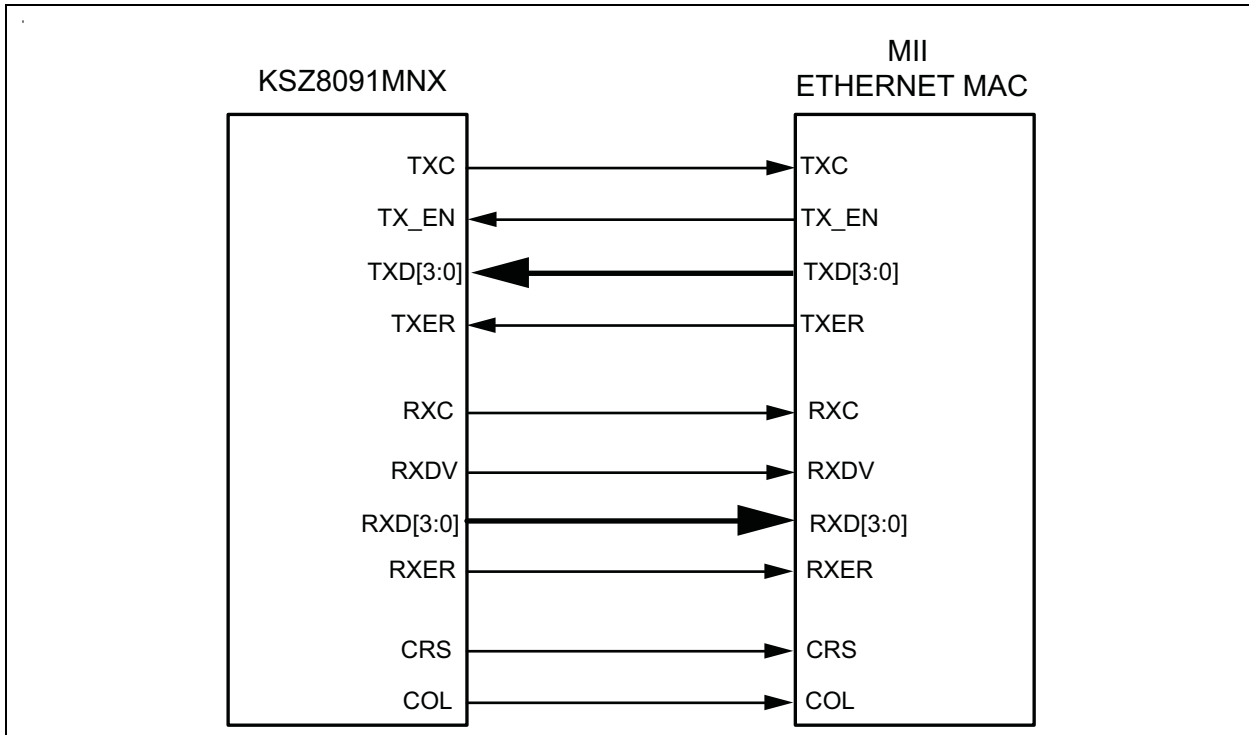 KSZ8091MNX
MII
ETHERNET MAC
TXC
TXC
TX_EN
TX_EN
TXD[3:0]
TXD[3:0]
TXER
TXER
RXC
RXC
RXDV
RXDV
RXD[3:0]
RXD[3:0]
RXER
RXER
CRS
CRS
COL
COL